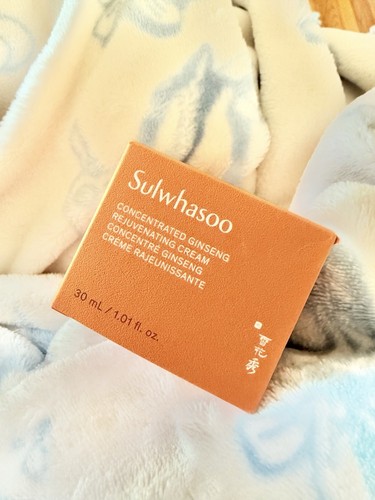 Sulwhasoo
CONCENTRATED GINSENG
REJUVENATING CREAM
CONCENTRÉ GINSENG
CRÈME RAJEUNISSANTE
30 mL / 1.01 fl. oz.
雪花秀